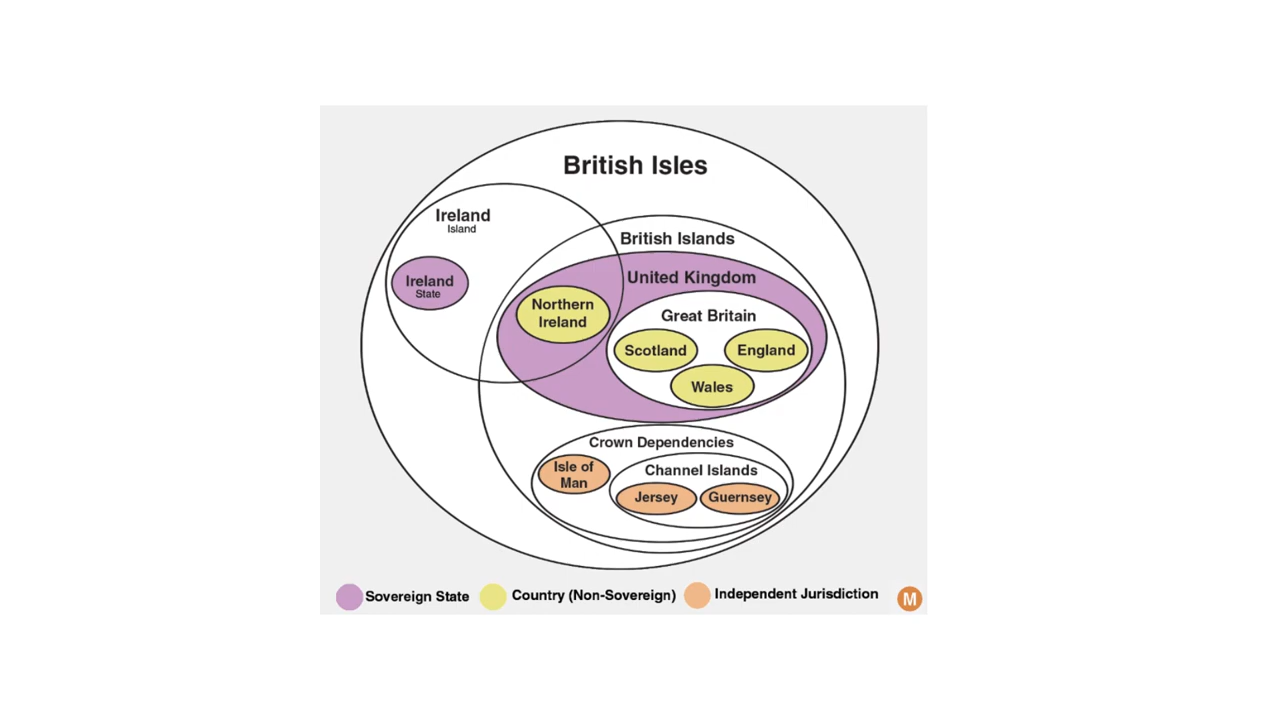 British Isles
Ireland
Island
British Islands
Ireland
State
United Kingdom
Northern
Ireland
Great Britain
Scotland
England
Wales
Crown Dependencies
Isle of
Man
Channel Islands
Jersey
Guernsey
Sovereign State
Country (Non-Sovereign)
Independent Jurisdiction
M